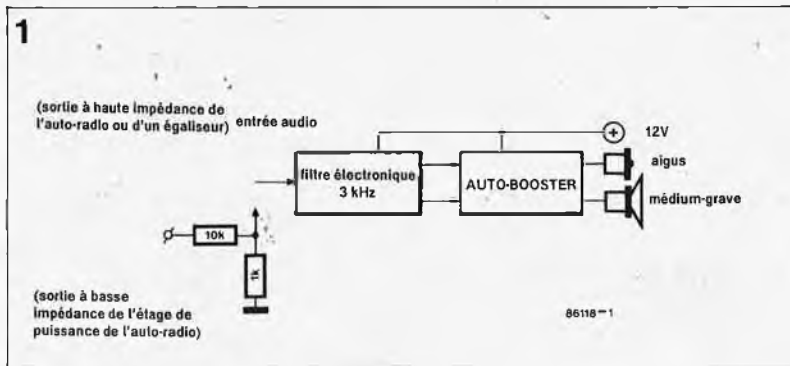 1
(sortie à haute impédance de
l'auto-radio ou d'un égaliseur) entrée audio
12V
filtre électronique
3 kHz
AUTO-BOOSTER
aigus
médium-grave
10k
1k
(sortie à basse
impédance de l'étage de
puissance de l'auto-radio)
86118-1